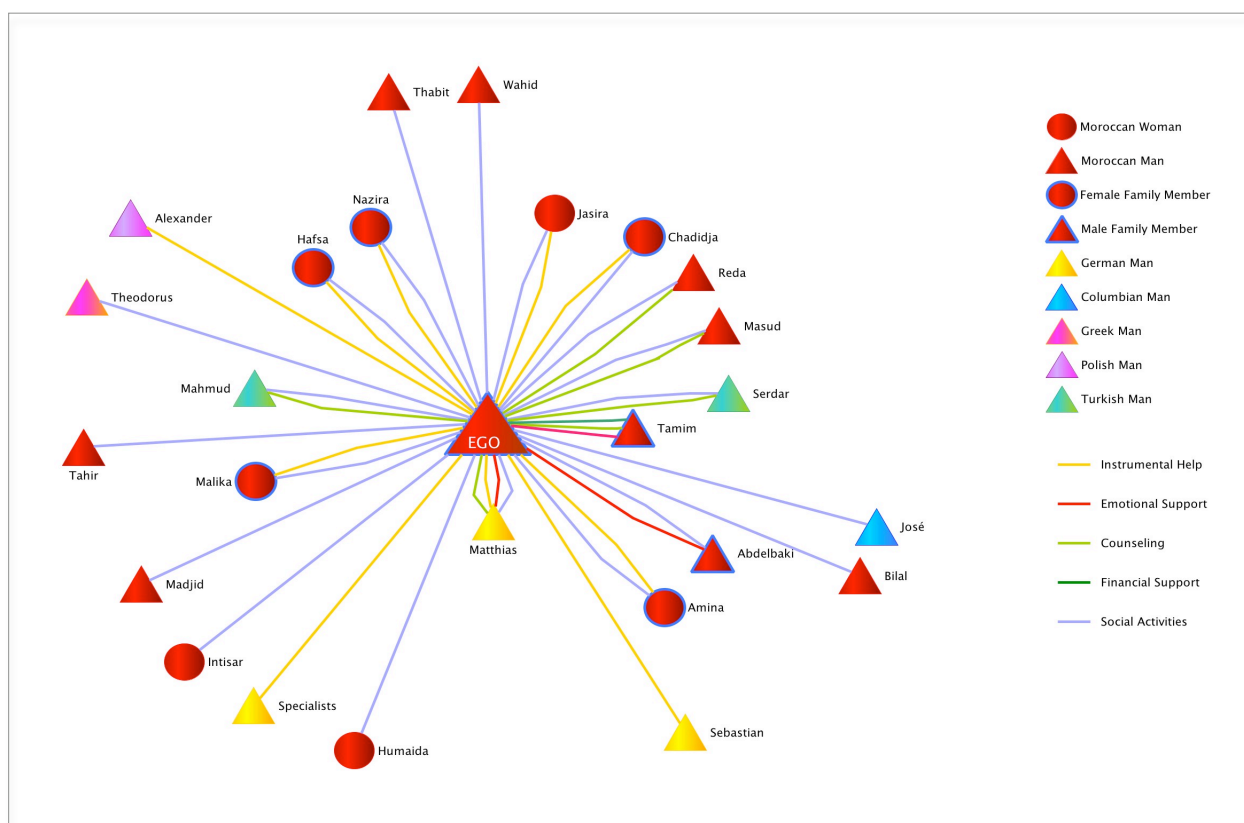 Thabit
Wahid
Nazira
Jasira
Alexander
Hafsa
Chadidja
Reda
Theodorus
Masud
Mahmud
Serdar
Tamim
EGO
Tahir
Malika
José
Matthias
Abdelbaki
Bilal
Madjid
Amina
Intisar
Specialists
Sebastian
Humaida
Moroccan Woman
Moroccan Man
Female Family Member
Male Family Member
German Man
Columbian Man
Greek Man
Polish Man
Turkish Man
Instrumental Help
Emotional Support
Counseling
Financial Support
Social Activities